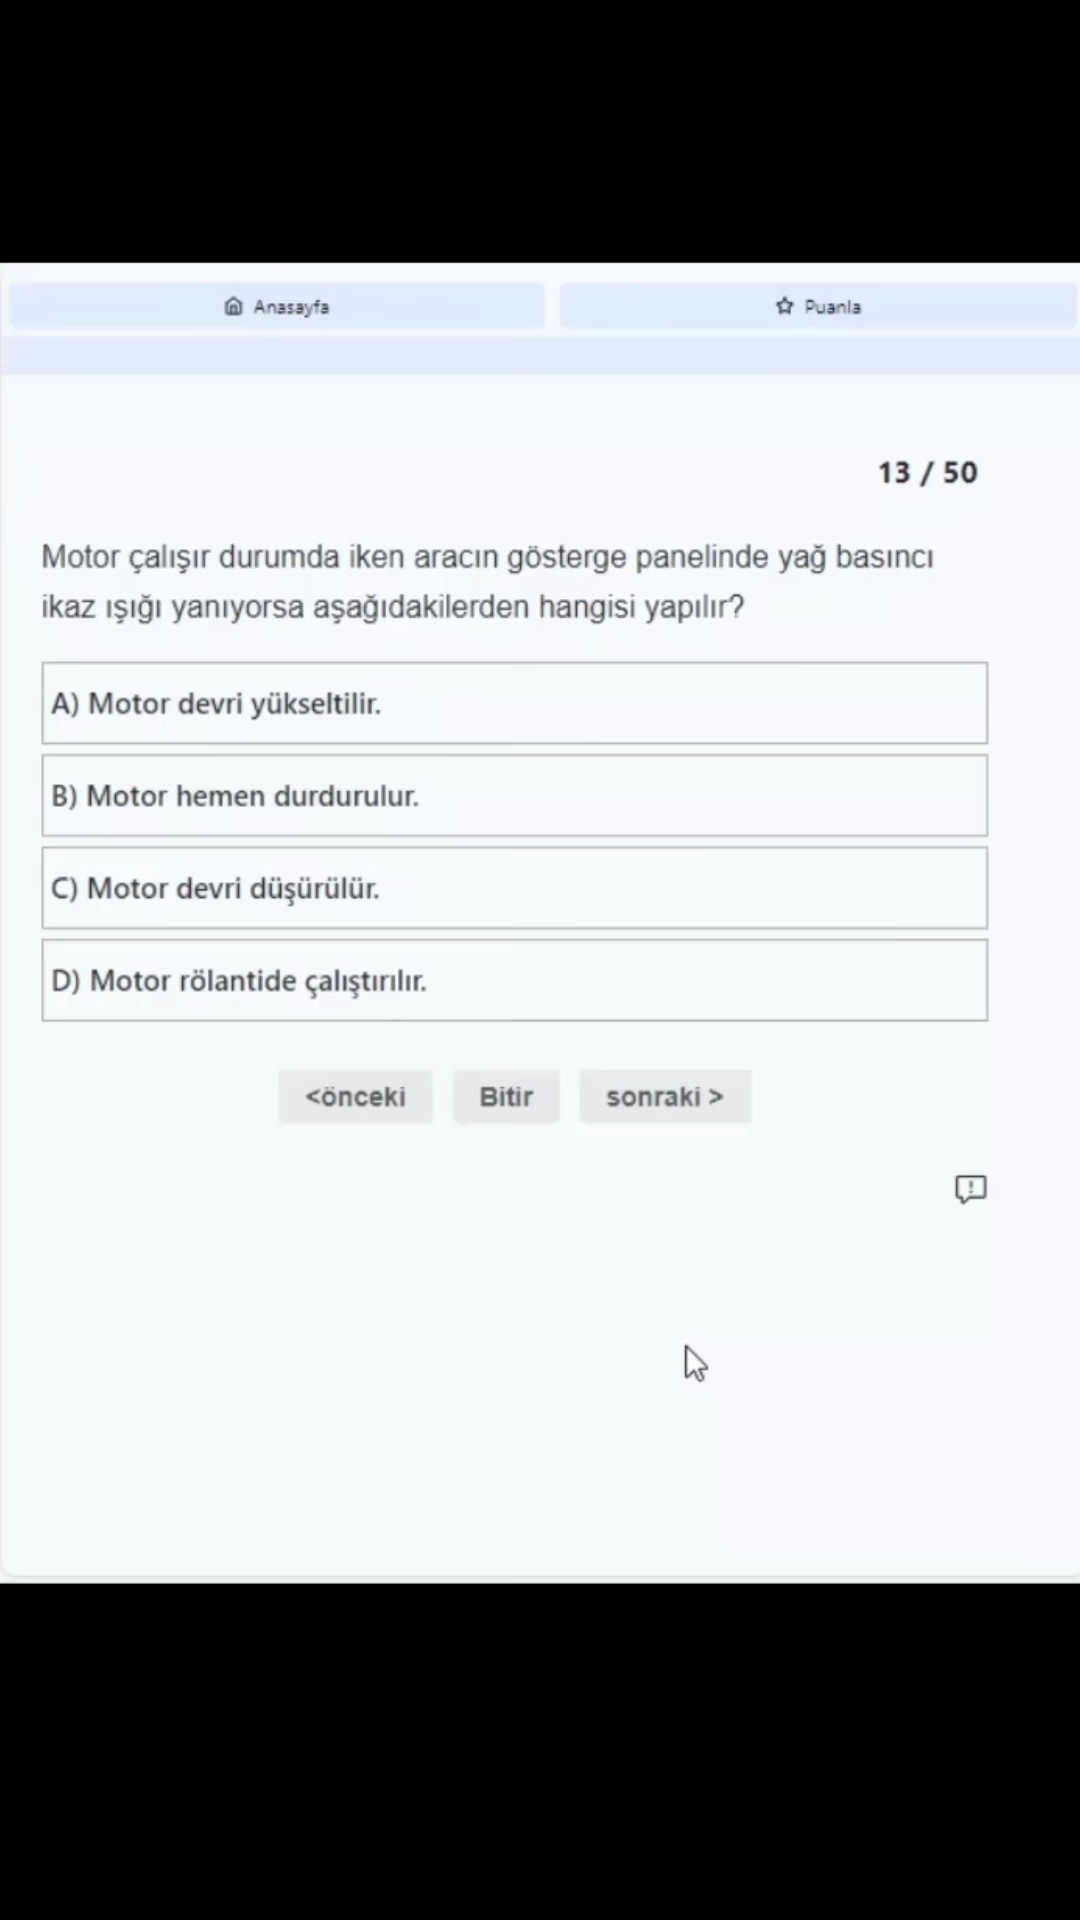 Anasayfa
Puanla
13 / 50
Motor çalışır durumda iken aracın gösterge panelinde yağ basıncı
ikaz ışığı yanıyorsa aşağıdakilerden hangisi yapılır?
A) Motor devri yükseltilir.
B) Motor hemen durdurulur.
C) Motor devri düşürülür.
D) Motor rölantide çalıştırılır.
<önceki
Bitir
sonraki >